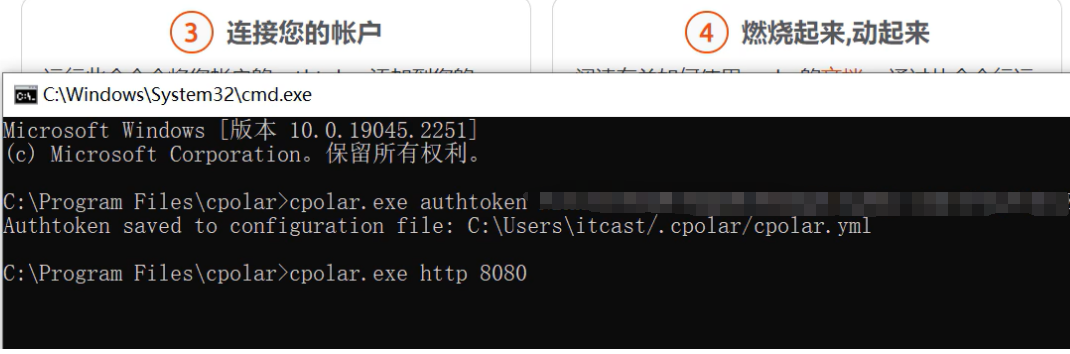 3 连接您的帐户
4 燃烧起来,动起来
C:\Windows\System32\cmd.exe
Microsoft Windows [版本 10.0.19045.2251]
(c) Microsoft Corporation。保留所有权利。
C:\Program Files\cpolar>cpolar.exe authtoken
Authtoken saved to configuration file: C:\Users\itcast/.cpolar/cpolar.yml
C:\Program Files\cpolar>cpolar.exe http 8080